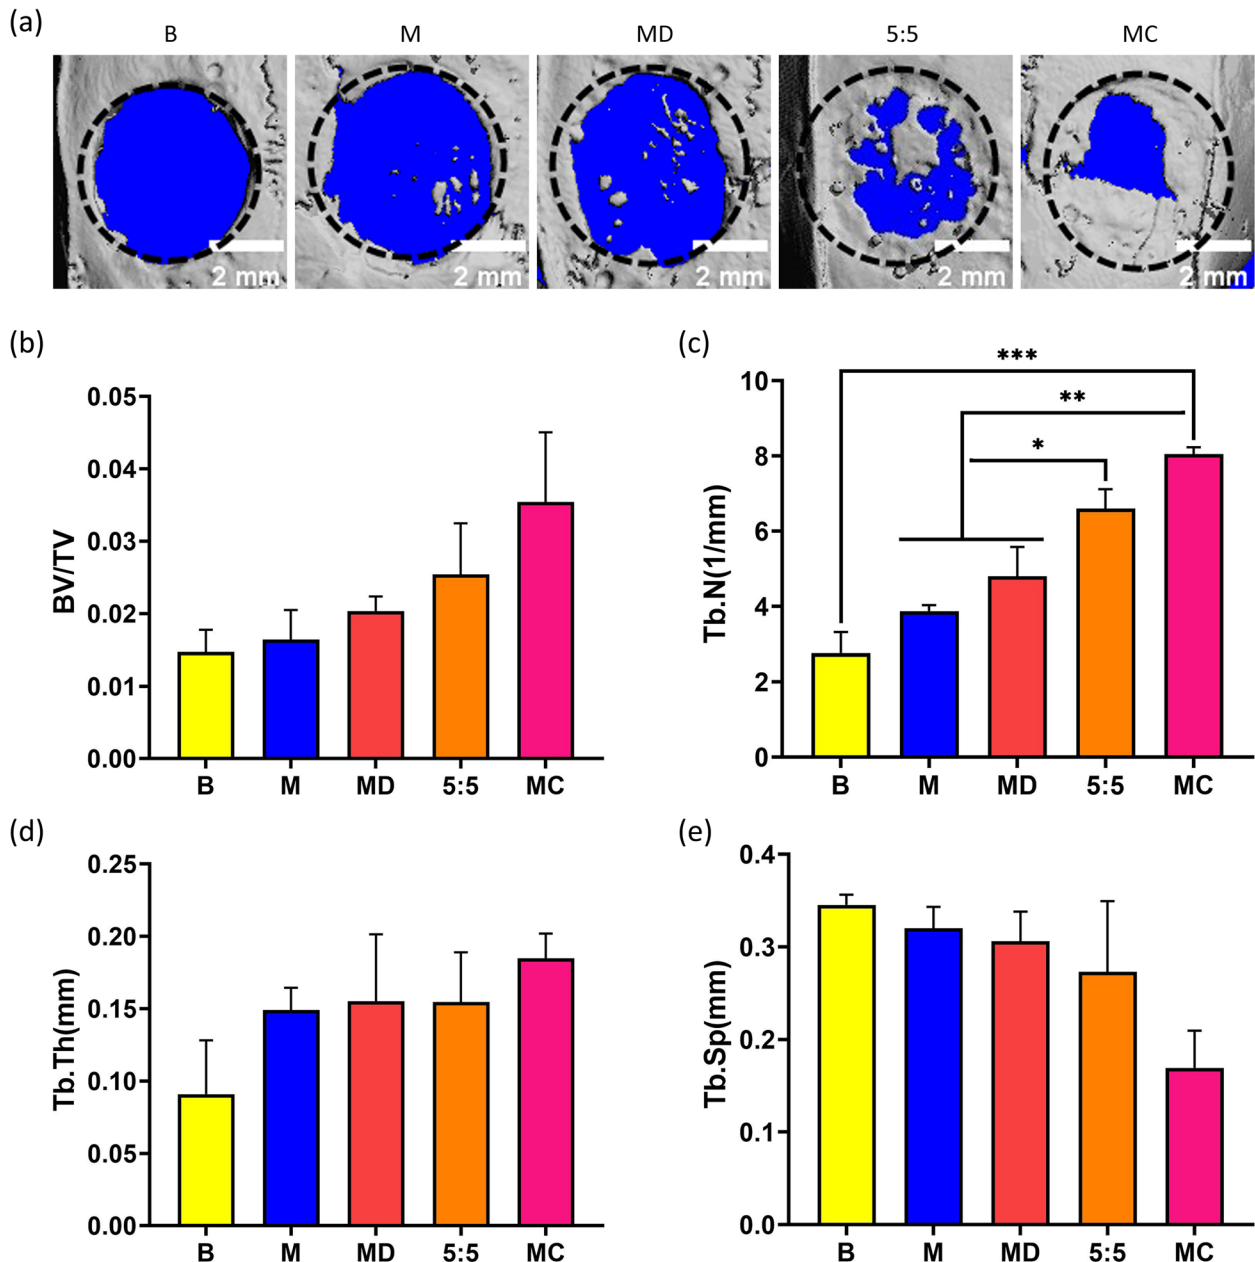 (a)
B M MD 5:5 MC
2 mm 2 mm 2 mm 2 mm 2 mm
(b)
BV/TV
0.05
0.04
0.03
0.02
0.01
0.00
B M MD 5:5 MC
(c)
Tb.N(1/mm)
***
**
*
10
8
6
4
2
0
B M MD 5:5 MC
(d)
Tb.Th(mm)
0.25
0.20
0.15
0.10
0.05
0.00
B M MD 5:5 MC
(e)
Tb.Sp(mm)
0.4
0.3
0.2
0.1
0.0
B M MD 5:5 MC